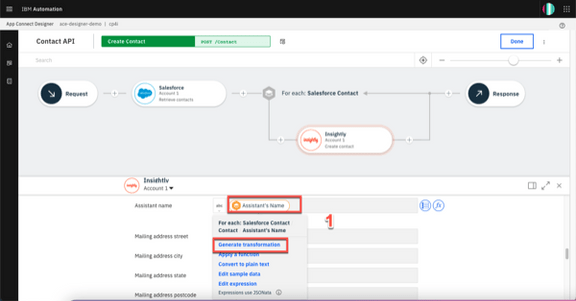 IBM Automation
App Connect Designer
ace-designer-demo
cp4i
Contact API
Create Contact
POST /Contact
Done
Search
Request
Salesforce
Account 1
Retrieve contacts
For each: Salesforce Contact
Response
Insightly
Account 1
Create contact
Insightly
Account 1
Assistant name
abc
Assistant's Name
1
For each: Salesforce Contact
Contact Assistant's Name
Generate transformation
Apply a function
Convert to plain text
Edit sample data
Edit expression
Expressions use JSONata
Mailing address street
Mailing address city
Mailing address state
Mailing address postcode